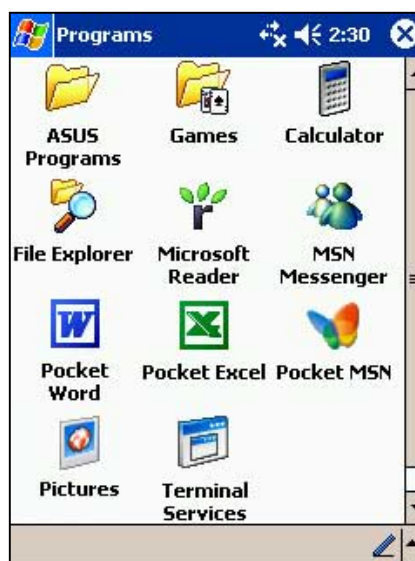 Programs 2:30
ASUS Programs
Games
Calculator
File Explorer
Microsoft Reader
MSN Messenger
Pocket Word
Pocket Excel
Pocket MSN
Pictures
Terminal Services